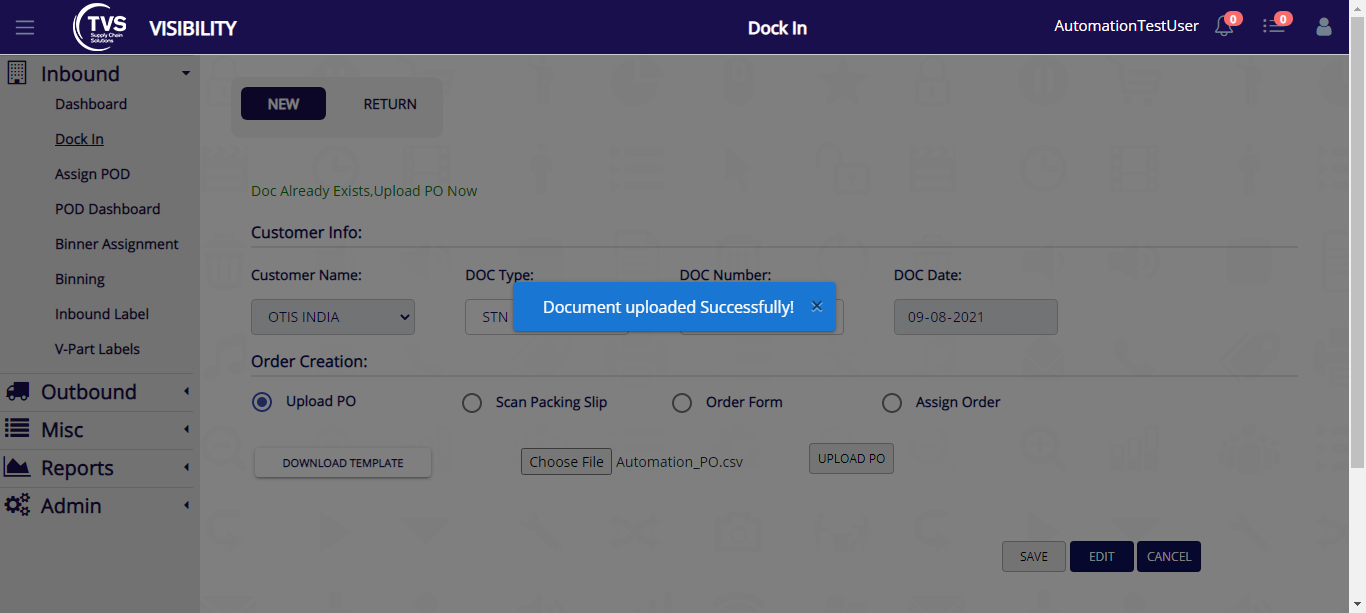 TVS
Supply Chain
Solutions
VISIBILITY
Dock In
AutomationTestUser
0
0
Inbound
Dashboard
Dock In
Assign POD
POD Dashboard
Binner Assignment
Binning
Inbound Label
V-Part Labels
Outbound
Misc
Reports
Admin
NEW RETURN
Doc Already Exists,Upload PO Now
Customer Info:
Customer Name: DOC Type: DOC Number: DOC Date:
OTIS INDIA STN 09-08-2021
Document uploaded Successfully! ×
Order Creation:
Upload PO Scan Packing Slip Order Form Assign Order
DOWNLOAD TEMPLATE Choose File Automation_PO.csv UPLOAD PO
SAVE EDIT CANCEL